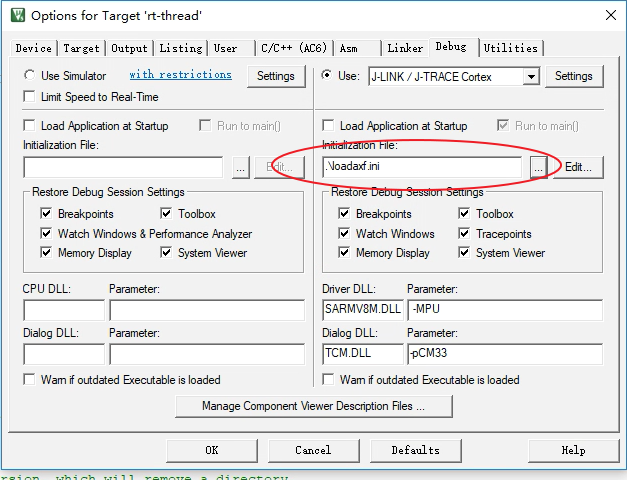 Options for Target 'rt-thread'
Device | Target | Output | Listing | User | C/C++ (AC6) | Asm | Linker | Debug | Utilities
Use Simulator with restrictions Settings
Limit Speed to Real-Time
Use: J-LINK / J-TRACE Cortex Settings
Load Application at Startup Run to main()
Initialization File:
... Edit...
Load Application at Startup Run to main()
Initialization File:
.\loadaxf.ini ... Edit...
Restore Debug Session Settings
Breakpoints Toolbox
Watch Windows & Performance Analyzer
Memory Display System Viewer
Restore Debug Session Settings
Breakpoints Toolbox
Watch Windows Tracepoints
Memory Display System Viewer
CPU DLL: Parameter:
Dialog DLL: Parameter:
Warn if outdated Executable is loaded
Driver DLL: Parameter:
SARMV8M.DLL -MPU
Dialog DLL: Parameter:
TCM.DLL -pCM33
Warn if outdated Executable is loaded
Manage Component Viewer Description Files ...
OK Cancel Defaults Help
which will remove a directory